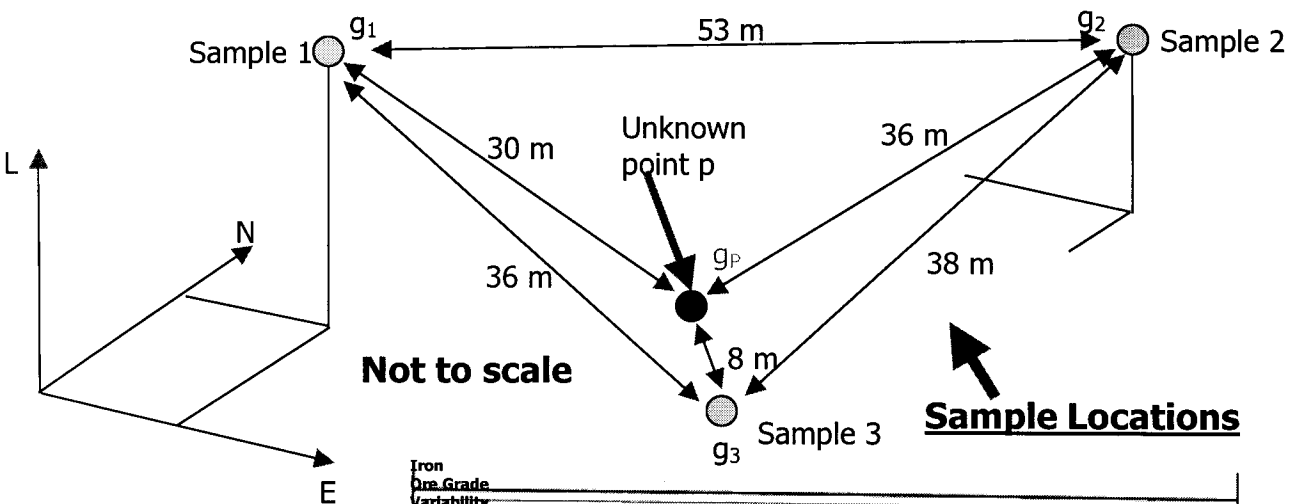 g1
53 m
g2
Sample 1
Sample 2
Unknown
point p
30 m
36 m
L
N
gP
36 m
38 m
8 m
Not to scale
Sample Locations
Sample 3
g3
E
Iron
Ore Grade
Variability